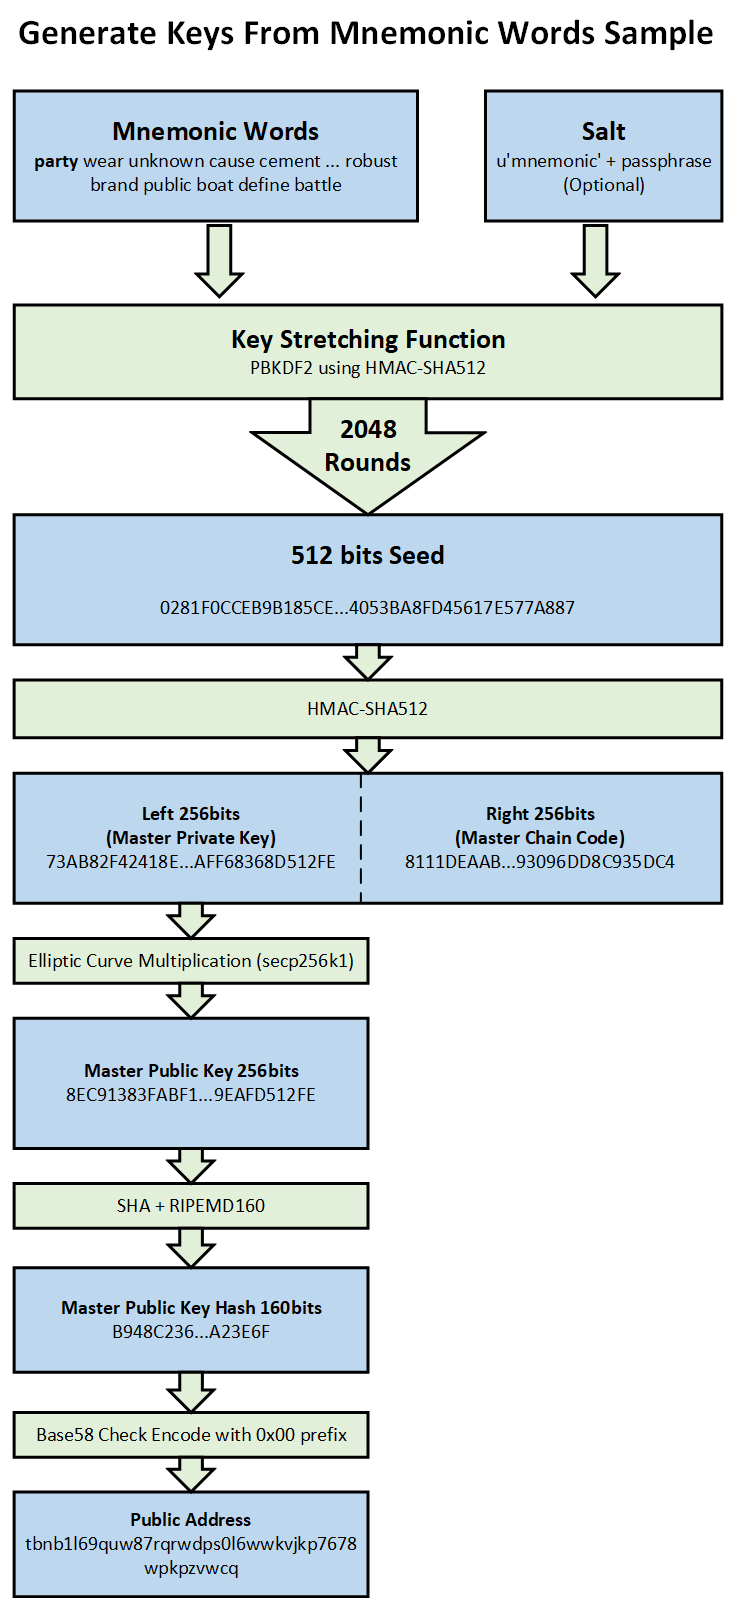 Generate Keys From Mnemonic Words Sample
Mnemonic Words
party wear unknown cause cement ... robust
brand public boat define battle
Salt
u'mnemonic' + passphrase
(Optional)
Key Stretching Function
PBKDF2 using HMAC-SHA512
2048
Rounds
512 bits Seed
0281F0CCEB9B185CE...4053BA8FD45617E577A887
HMAC-SHA512
Left 256bits
(Master Private Key)
73AB82F42418E...AFF68368D512FE
Right 256bits
(Master Chain Code)
8111DEAAB...93096DD8C935DC4
Elliptic Curve Multiplication (secp256k1)
Master Public Key 256bits
8EC91383FABF1...9EAFD512FE
SHA + RIPEMD160
Master Public Key Hash 160bits
B948C236...A23E6F
Base58 Check Encode with 0x00 prefix
Public Address
tbnb1l69quw87rqrwdps0l6wwkvjkp7678
wpkpzvwcq